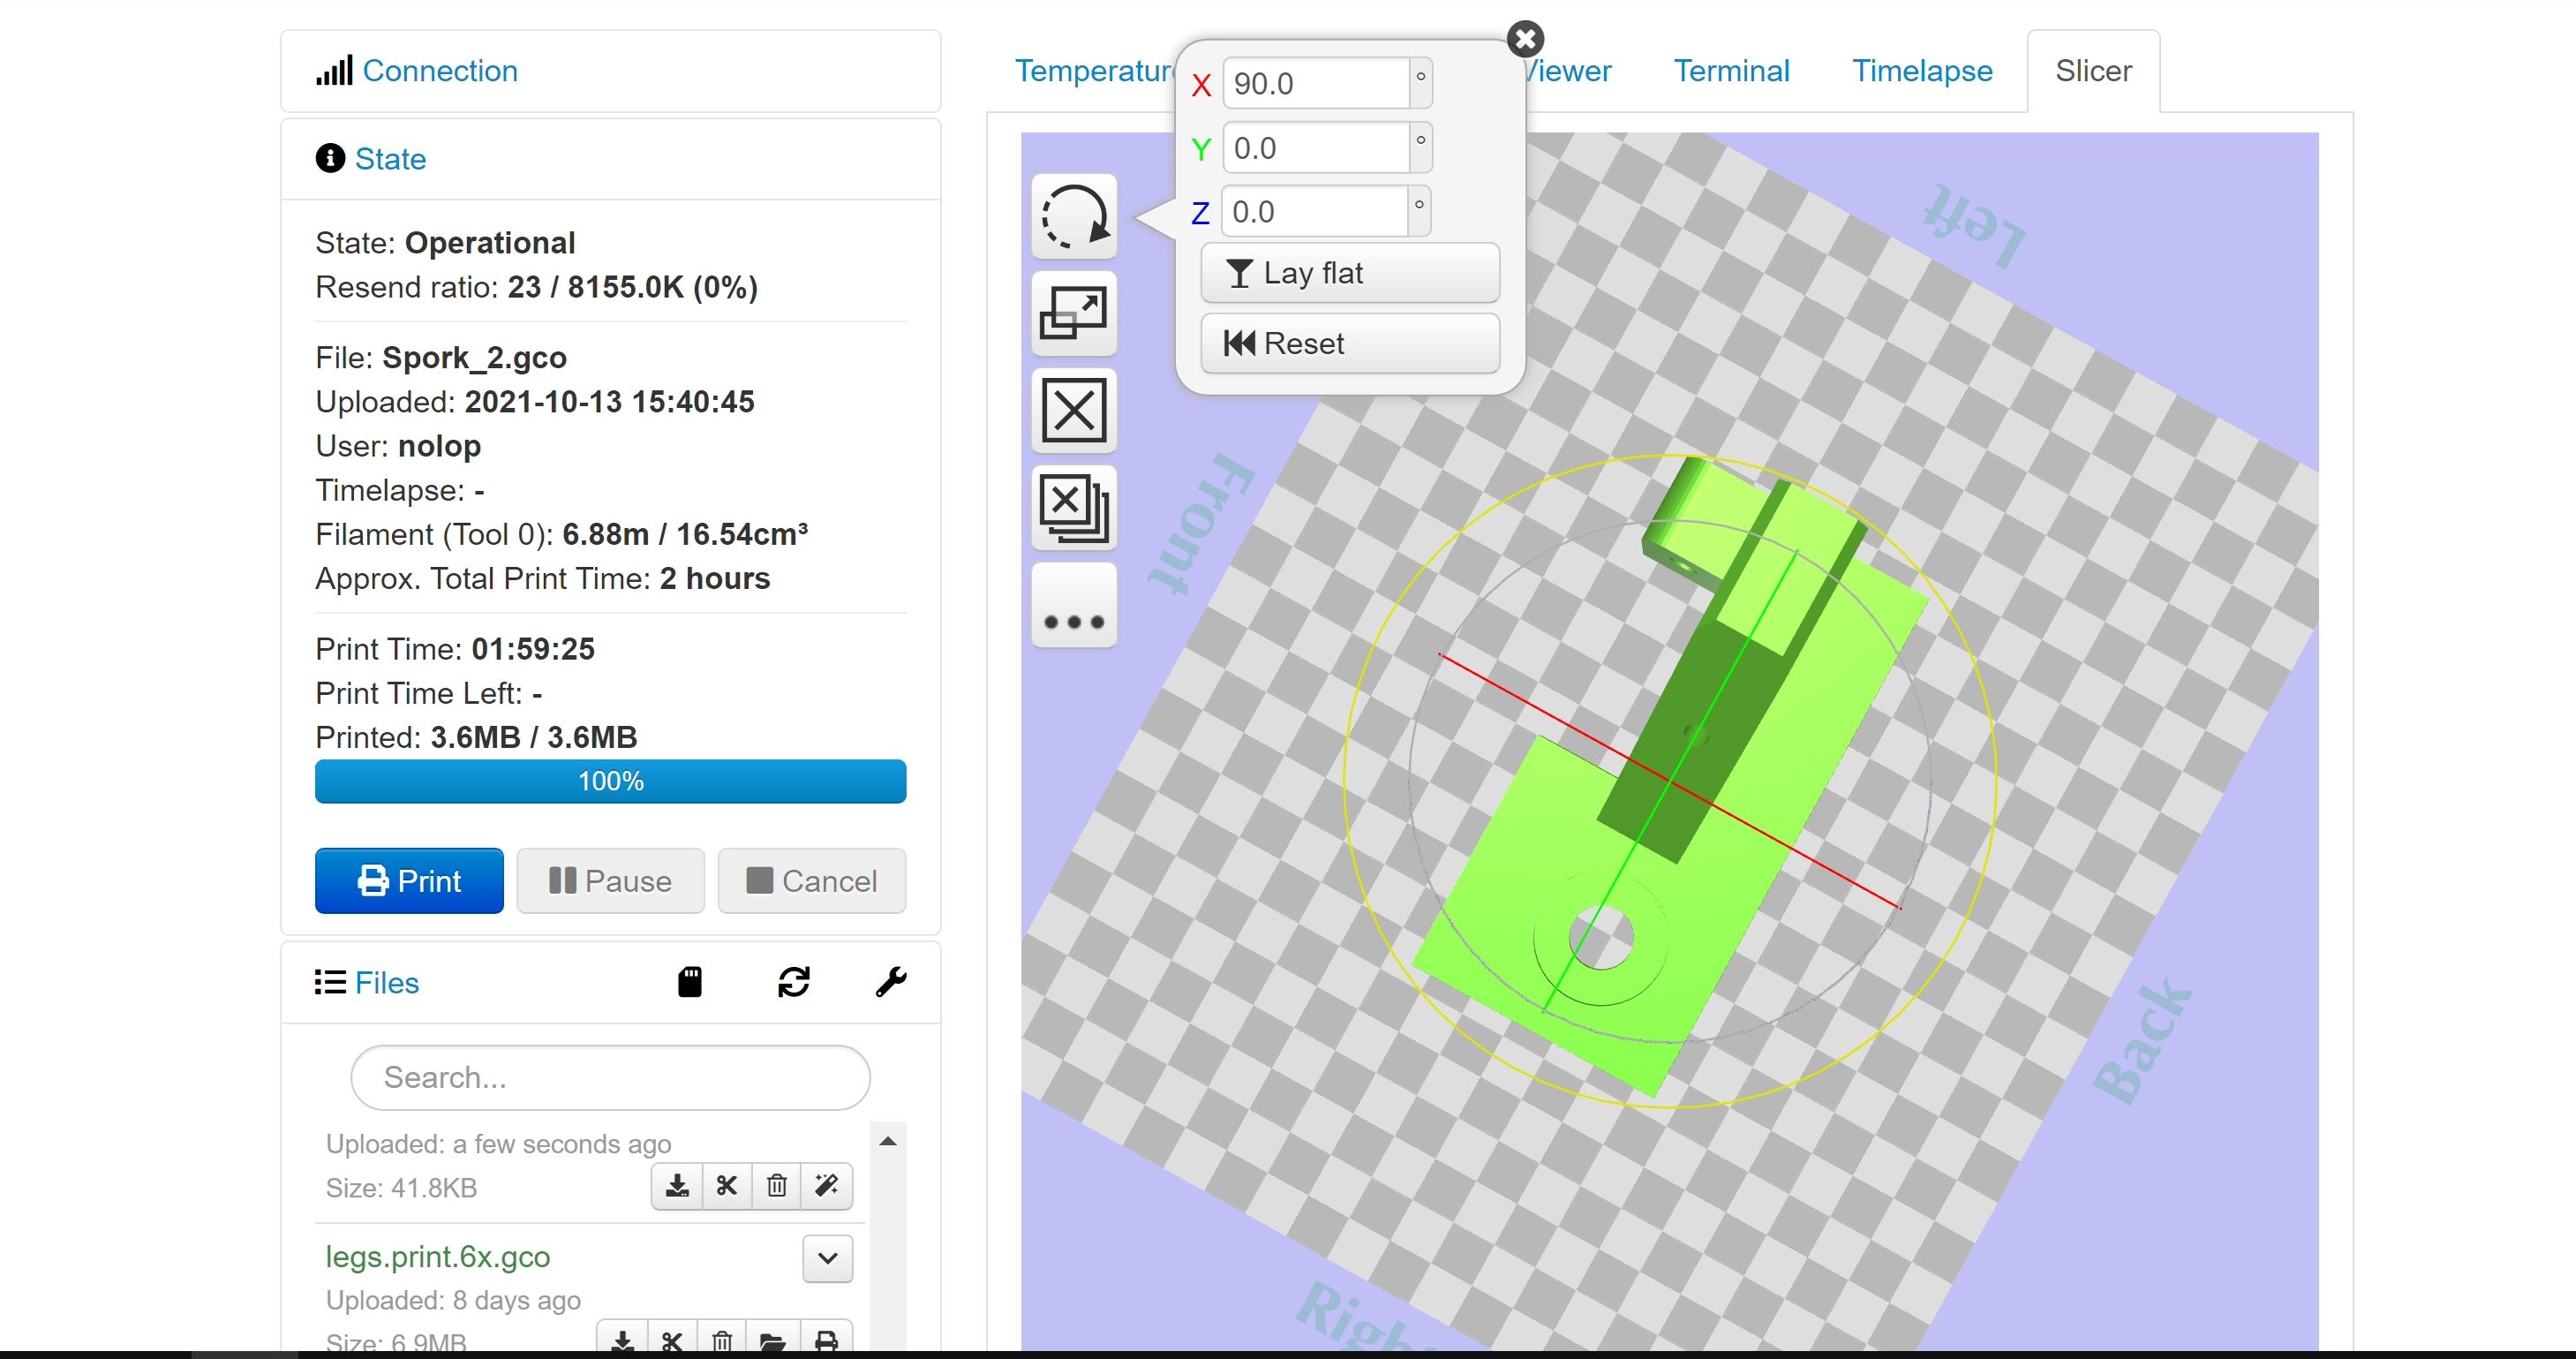 Connection
State
State: Operational
Resend ratio: 23 / 8155.0K (0%)
File: Spork_2.gco
Uploaded: 2021-10-13 15:40:45
User: nolop
Timelapse: -
Filament (Tool 0): 6.88m / 16.54cm³
Approx. Total Print Time: 2 hours
Print Time: 01:59:25
Print Time Left: -
Printed: 3.6MB / 3.6MB
100%
Print Pause Cancel
Files
Search...
Uploaded: a few seconds ago
Size: 41.8KB
legs.print.6x.gco
Uploaded: 8 days ago
Size: 6.9MB
Temperatur Viewer Terminal Timelapse Slicer
X 90.0 °
Y 0.0 °
Z 0.0 °
Lay flat
Reset
Left
Front
Back
Righ